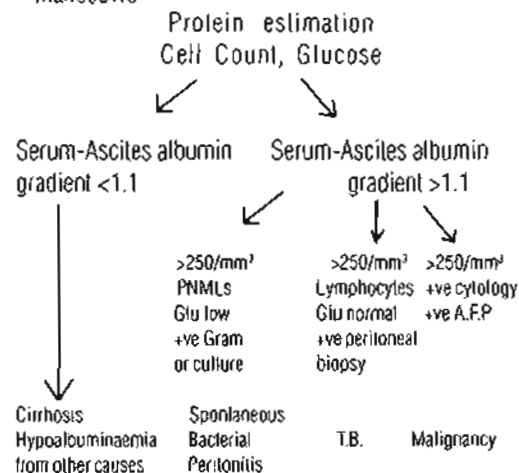 Protein estimation
Cell Count, Glucose
Serum-Ascites albumin
gradient <1.1
Serum-Ascites albumin
gradient >1.1
>250/mm³
PNMLs
Glu low
+ve Gram
or culture
>250/mm³
Lymphocytes
Glu normal
+ve peritoneal
biopsy
>250/mm³
+ve cytology
+ve A.F.P
Cirrhosis
Hypoalbuminaemia
from other causes
Spontaneous
Bacterial
Peritonitis
T.B.
Malignancy